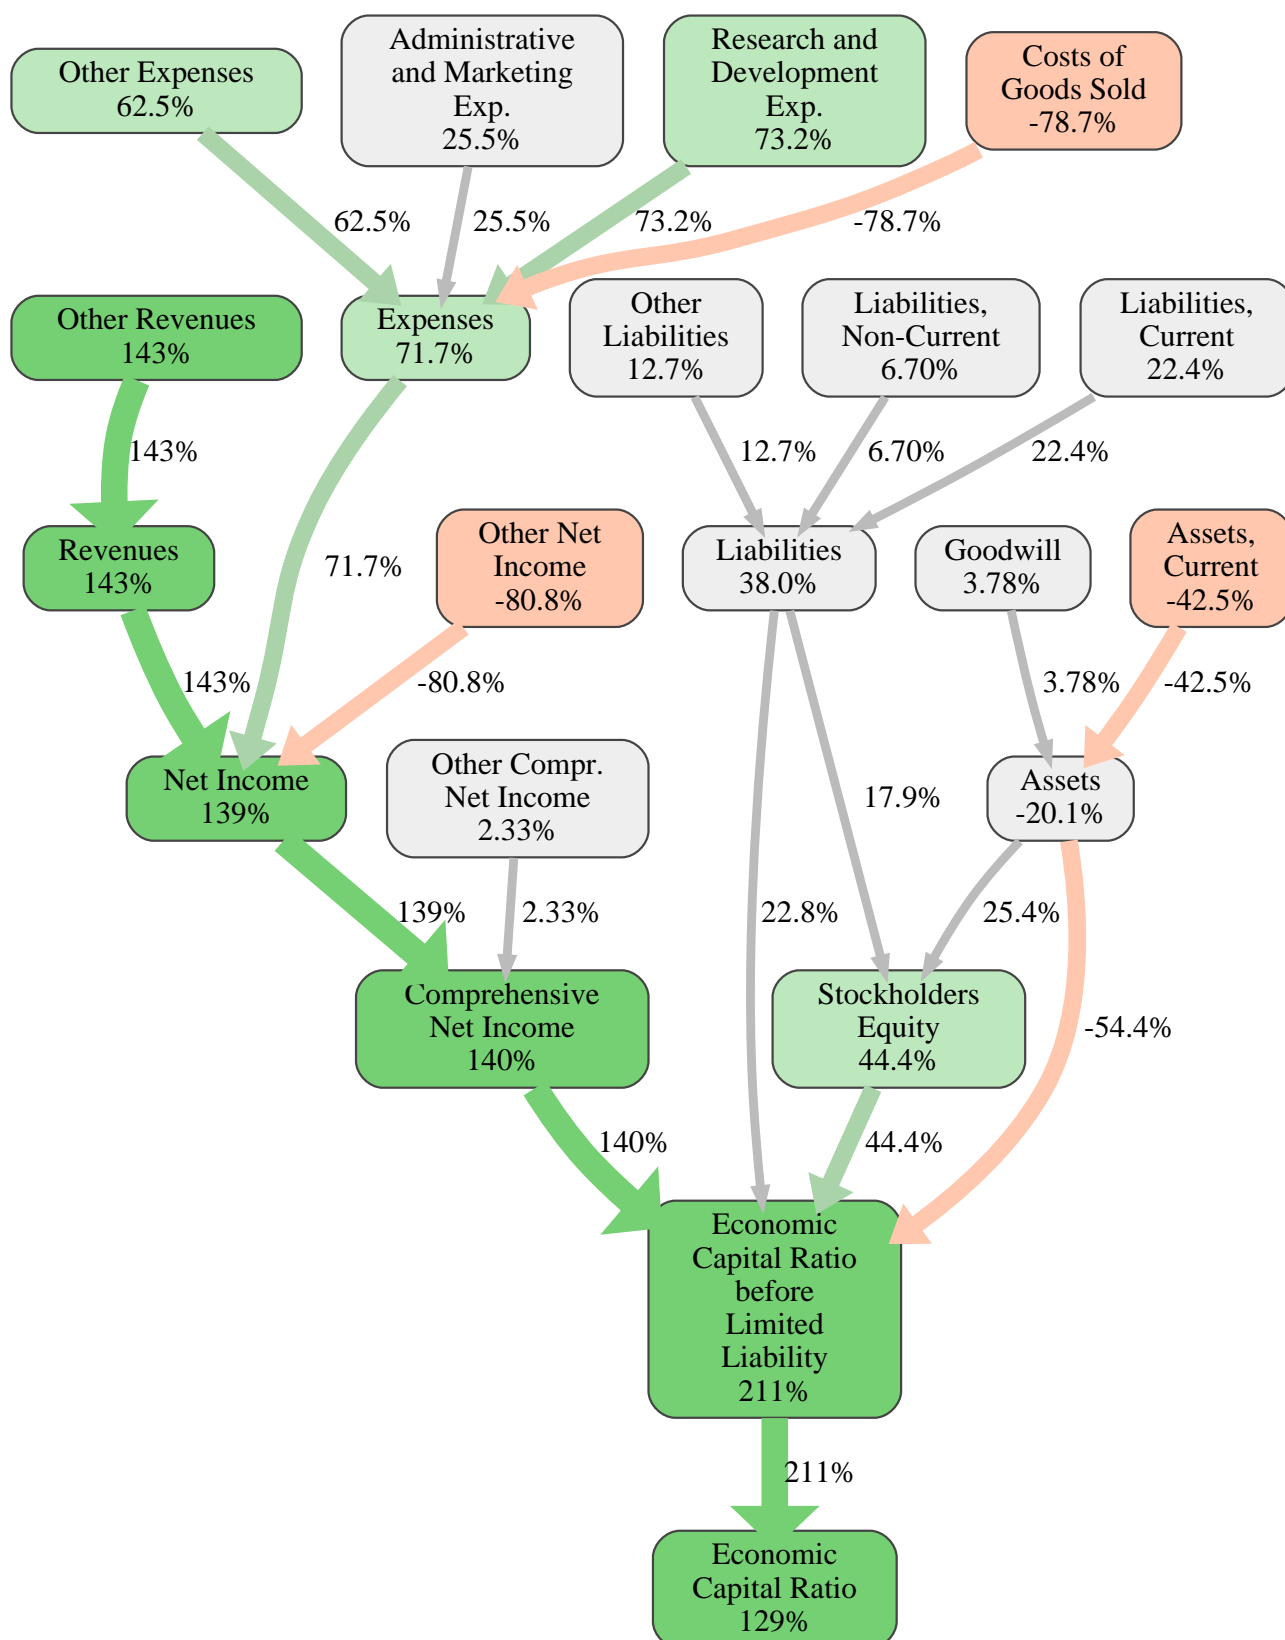 Other Expenses
62.5%
Administrative
and Marketing
Exp.
25.5%
Research and
Development
Exp.
73.2%
Costs of
Goods Sold
-78.7%
62.5%
25.5%
73.2%
-78.7%
Other Revenues
143%
Expenses
71.7%
Other
Liabilities
12.7%
Liabilities,
Non-Current
6.70%
Liabilities,
Current
22.4%
143%
12.7%
6.70%
22.4%
Revenues
143%
71.7%
Other Net
Income
-80.8%
Liabilities
38.0%
Goodwill
3.78%
Assets,
Current
-42.5%
143%
-80.8%
3.78%
-42.5%
Net Income
139%
Other Compr.
Net Income
2.33%
17.9%
Assets
-20.1%
139%
2.33%
22.8%
25.4%
Comprehensive
Net Income
140%
Stockholders
Equity
44.4%
-54.4%
140%
44.4%
Economic
Capital Ratio
before
Limited
Liability
211%
211%
Economic
Capital Ratio
129%